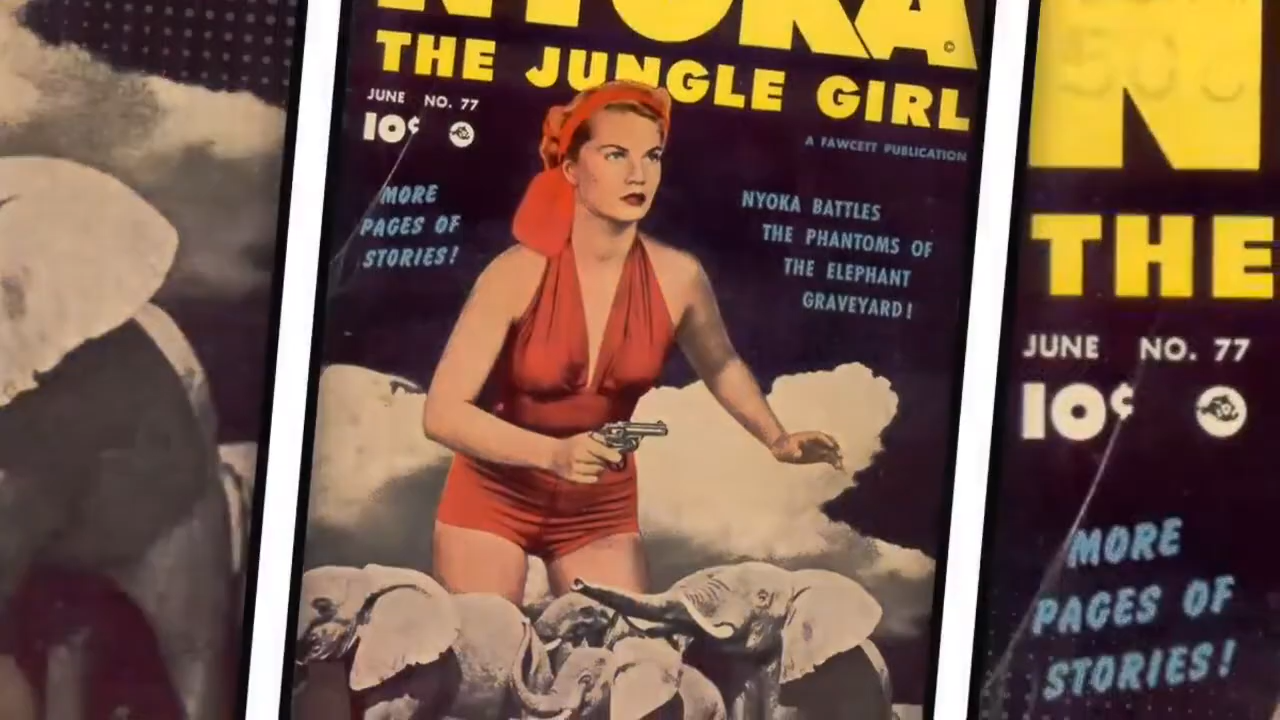 NYOKA
THE JUNGLE GIRL
JUNE NO. 77
10¢
A FAWCETT PUBLICATION
MORE
PAGES OF
STORIES!
NYOKA BATTLES
THE PHANTOMS OF
THE ELEPHANT
GRAVEYARD!
N
THE
JUNE NO. 77
10¢
MORE
PAGES OF
STORIES!